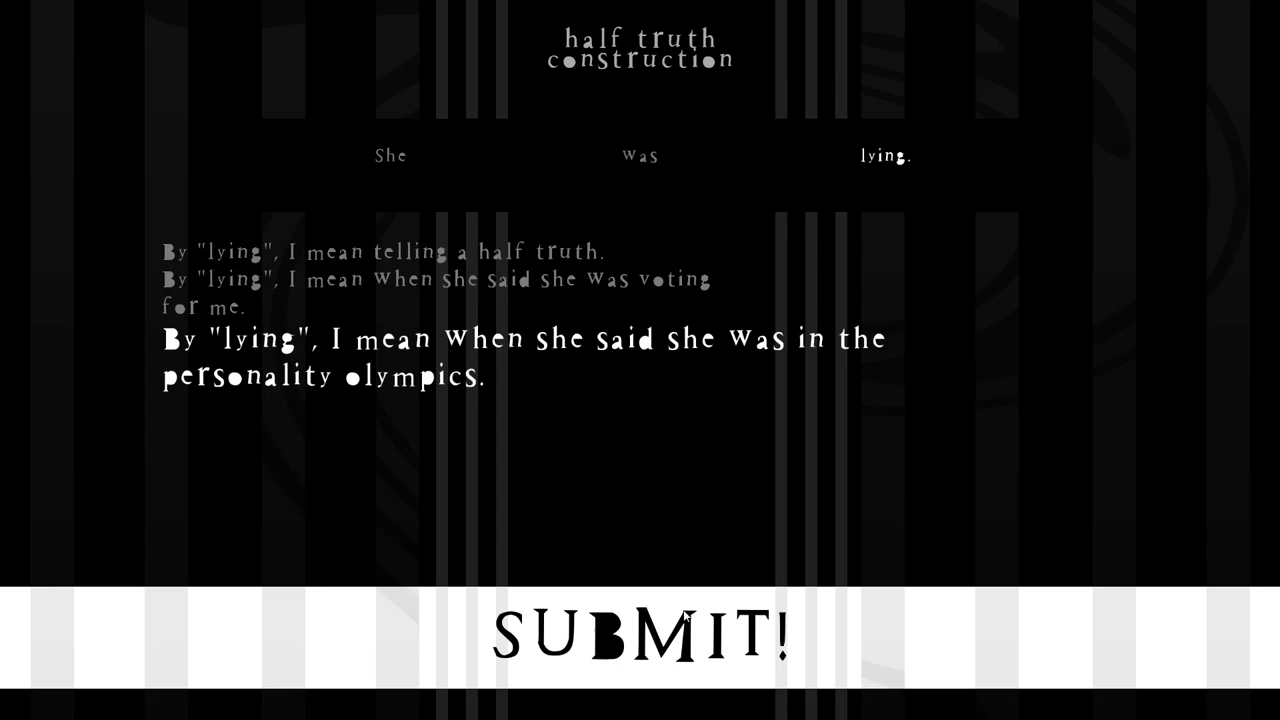 half truth
construction
She was lying.
By "lying", I mean telling a half truth.
By "lying", I mean when she said she was voting
for me.
By "lying", I mean when she said she was in the
personality olympics.
SUBMIT!